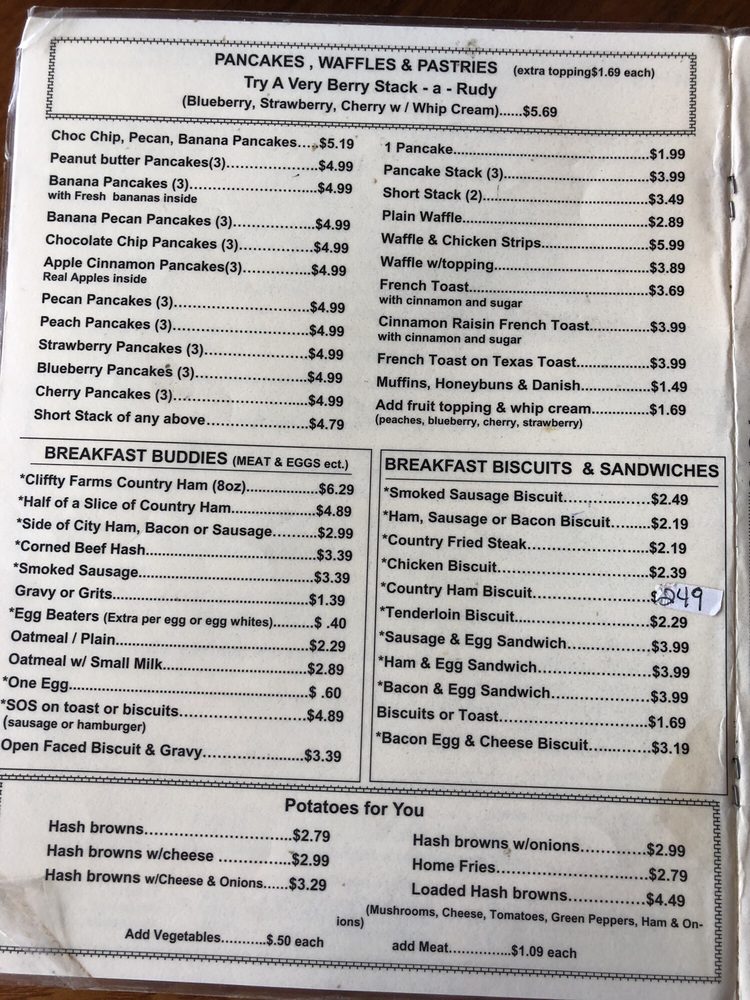 PANCAKES , WAFFLES & PASTRIES (extra topping$1.69 each)
Try A Very Berry Stack - a - Rudy
(Blueberry, Strawberry, Cherry w / Whip Cream)......$5.69
Choc Chip, Pecan, Banana Pancakes.....$5.19
Peanut butter Pancakes(3)....................$4.99
Banana Pancakes (3)...........................$4.99
with Fresh bananas inside
Banana Pecan Pancakes (3)..................$4.99
Chocolate Chip Pancakes (3)................$4.99
Apple Cinnamon Pancakes(3)...............$4.99
Real Apples inside
Pecan Pancakes (3)............................$4.99
Peach Pancakes (3)............................$4.99
Strawberry Pancakes (3)......................$4.99
Blueberry Pancakes (3)........................$4.99
Cherry Pancakes (3)............................$4.99
Short Stack of any above.....................$4.79
1 Pancake..........................................$1.99
Pancake Stack (3)................................$3.99
Short Stack (2)....................................$3.49
Plain Waffle........................................$2.89
Waffle & Chicken Strips.......................$5.99
Waffle w/topping.................................$3.89
French Toast.......................................$3.69
with cinnamon and sugar
Cinnamon Raisin French Toast.............$3.99
with cinnamon and sugar
French Toast on Texas Toast................$3.99
Muffins, Honeybuns & Danish...............$1.49
Add fruit topping & whip cream.............$1.69
(peaches, blueberry, cherry, strawberry)
BREAKFAST BUDDIES (MEAT & EGGS ect.)
*Cliffty Farms Country Ham (8oz)................$6.29
*Half of a Slice of Country Ham...................$4.89
*Side of City Ham, Bacon or Sausage..........$2.99
*Corned Beef Hash.....................................$3.39
*Smoked Sausage......................................$3.39
Gravy or Grits............................................$1.39
*Egg Beaters (Extra per egg or egg whites)..........$ .40
Oatmeal / Plain..........................................$2.29
Oatmeal w/ Small Milk................................$2.89
*One Egg...................................................$ .60
*SOS on toast or biscuits............................$4.89
(sausage or hamburger)
Open Faced Biscuit & Gravy.......................$3.39
BREAKFAST BISCUITS & SANDWICHES
*Smoked Sausage Biscuit..................$2.49
*Ham, Sausage or Bacon Biscuit.........$2.19
*Country Fried Steak..........................$2.19
*Chicken Biscuit................................$2.39
*Country Ham Biscuit.........................$249
*Tenderloin Biscuit............................$2.29
*Sausage & Egg Sandwich..................$3.99
*Ham & Egg Sandwich........................$3.99
*Bacon & Egg Sandwich.....................$3.99
Biscuits or Toast...............................$1.69
*Bacon Egg & Cheese Biscuit.............$3.19
Potatoes for You
Hash browns.............................$2.79
Hash browns w/cheese ..............$2.99
Hash browns w/Cheese & Onions......$3.29
Hash browns w/onions.............$2.99
Home Fries..............................$2.79
Loaded Hash browns...............$4.49
(Mushrooms, Cheese, Tomatoes, Green Peppers, Ham & On-
ions)
Add Vegetables..........$.50 each
add Meat..............$1.09 each